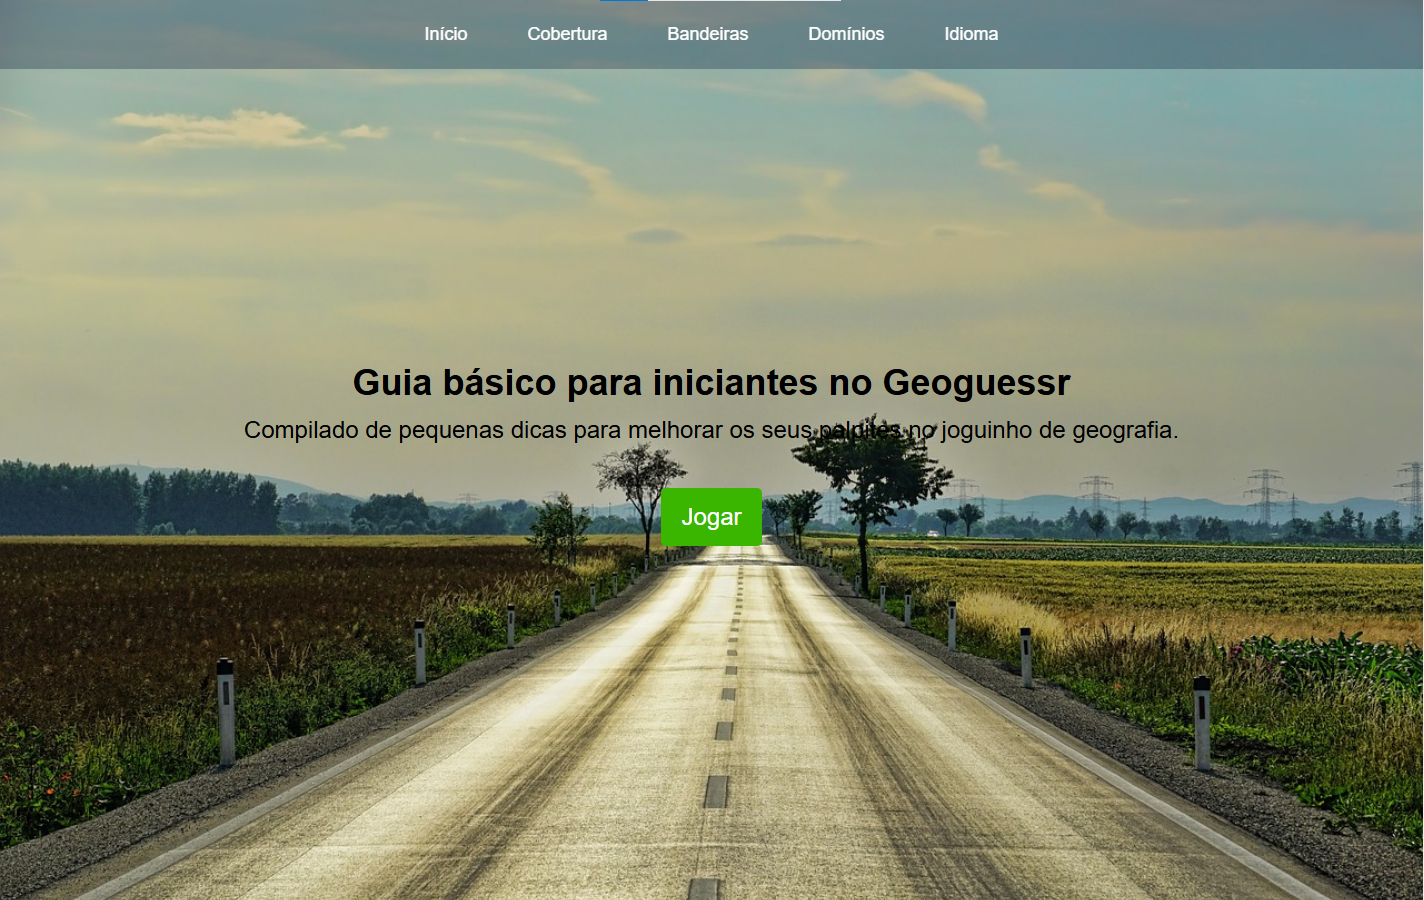 Início Cobertura Bandeiras Domínios Idioma
Guia básico para iniciantes no Geoguessr
Compilado de pequenas dicas para melhorar os seus palpites no joguinho de geografia.
Jogar